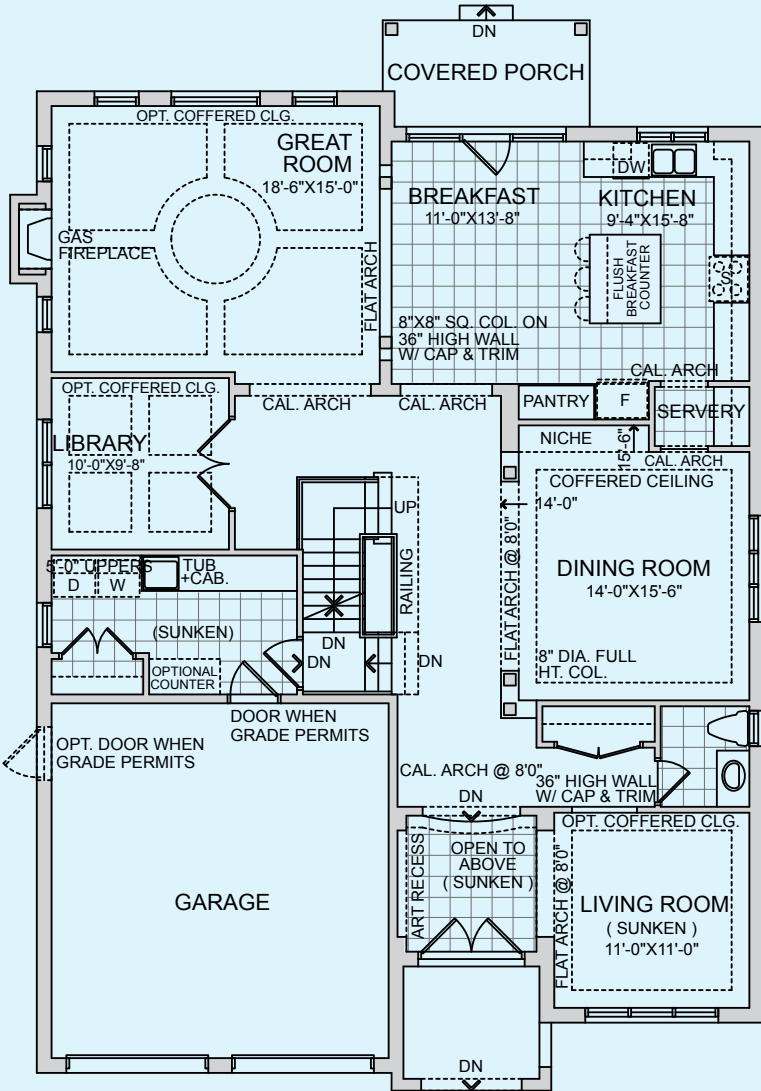 DN
COVERED PORCH
OPT. COFFERED CLG.
GREAT
ROOM
18'-6"X15'-0"
GAS
FIREPLACE
FLAT ARCH
BREAKFAST
11'-0"X13'-8"
DW
KITCHEN
9'-4"X15'-8"
FLUSH
BREAKFAST
COUNTER
S
8"X8" SQ. COL. ON
36" HIGH WALL
W/ CAP & TRIM
CAL. ARCH
OPT. COFFERED CLG.
CAL. ARCH
CAL. ARCH
PANTRY
F
SERVERY
LIBRARY
10'-0"X9'-8"
NICHE
15'-6"
CAL. ARCH
COFFERED CEILING
14'-0"
UP
RAILING
FLAT ARCH @ 8'0"
DINING ROOM
14'-0"X15'-6"
8" DIA. FULL
HT. COL.
5'-0" UPPERS
D
W
TUB
+CAB.
(SUNKEN)
OPTIONAL
COUNTER
DN
DN
DN
DOOR WHEN
GRADE PERMITS
OPT. DOOR WHEN
GRADE PERMITS
CAL. ARCH @ 8'0"
DN
36" HIGH WALL
W/ CAP & TRIM
OPT. COFFERED CLG.
ART RECESS
OPEN TO
ABOVE
( SUNKEN )
FLAT ARCH @ 8'0"
LIVING ROOM
( SUNKEN )
11'-0"X11'-0"
GARAGE
DN